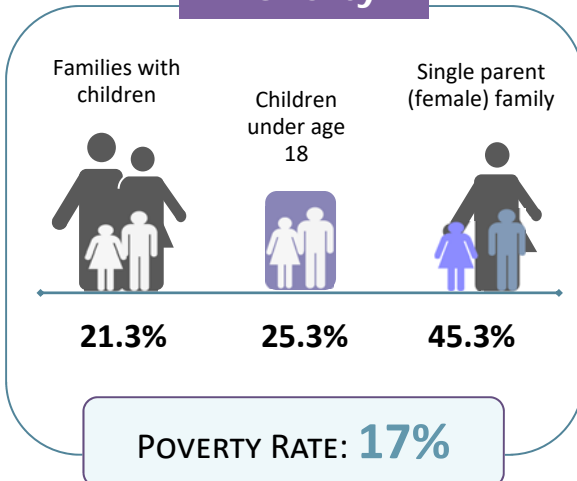 Families with
children
Children
under age
18
Single parent
(female) family
21.3%
25.3%
45.3%
POVERTY RATE: 17%